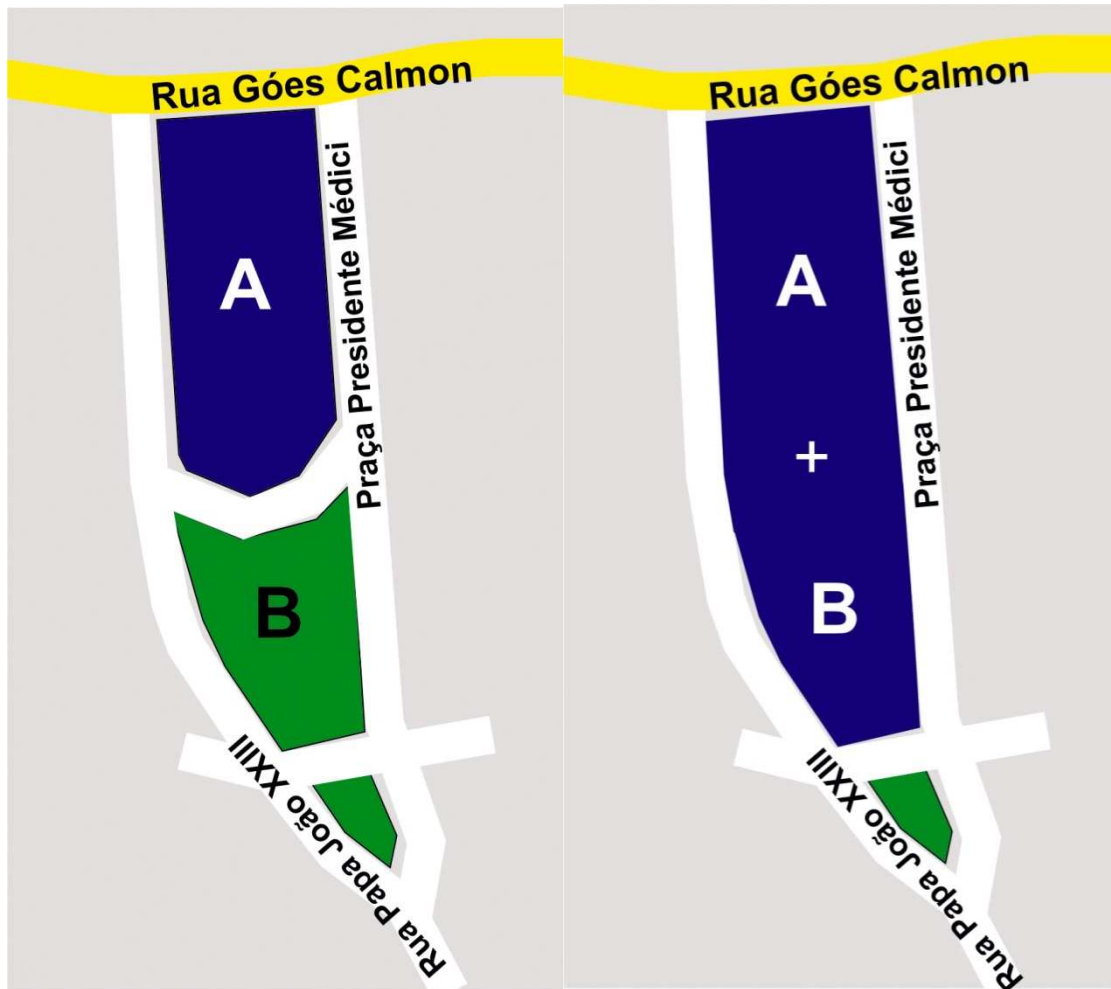 Rua Góes Calmon
A
Praça Presidente Médici
B
Rua Papa João XXIII
Rua Góes Calmon
A
+
B
Praça Presidente Médici
Rua Papa João XXIII